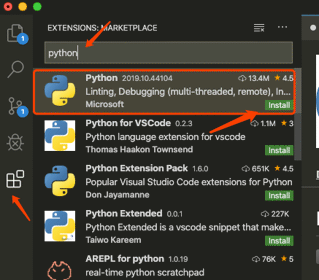 EXTENSIONS: MARKETPLACE
python
Python 2019.10.44104 13.4M ★ 4.5
Linting, Debugging (multi-threaded, remote), In...
Microsoft Install
Python for VSCode 0.2.3 1.1M ★ 3
Python language extension for vscode
Thomas Haakon Townsend Install
Python Extension Pack 1.6.0 651K ★ 4.5
Popular Visual Studio Code extensions for Python
Don Jayamanne Install
Python Extended 0.0.1 227K
Python Extended is a vscode snippet that make...
Taiwo Kareem Install
AREPL for python 0.1.19 76K ★ 5
real-time python scratchpad